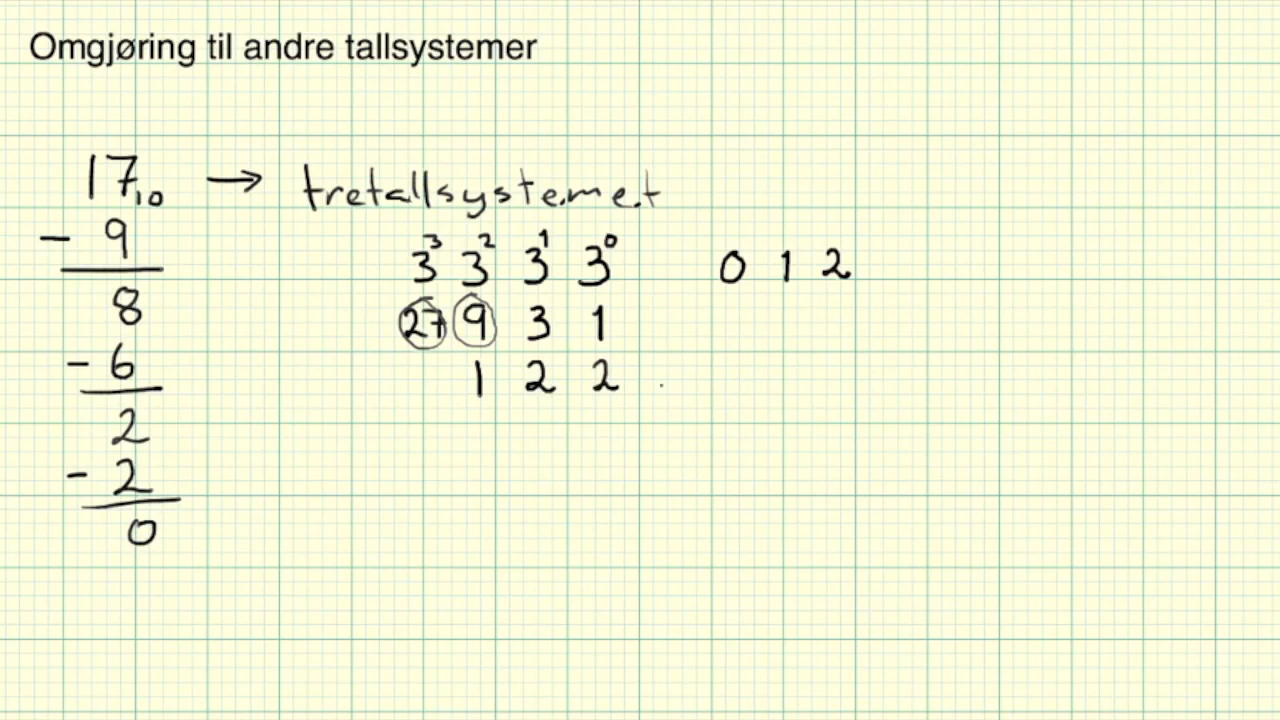 Omgjøring til andre tallsystemer
17₁₀ → tretallsystemet
- 9
8
- 6
2
- 2
0
3³ 3² 3¹ 3⁰ 0 1 2
27 9 3 1
1 2 2